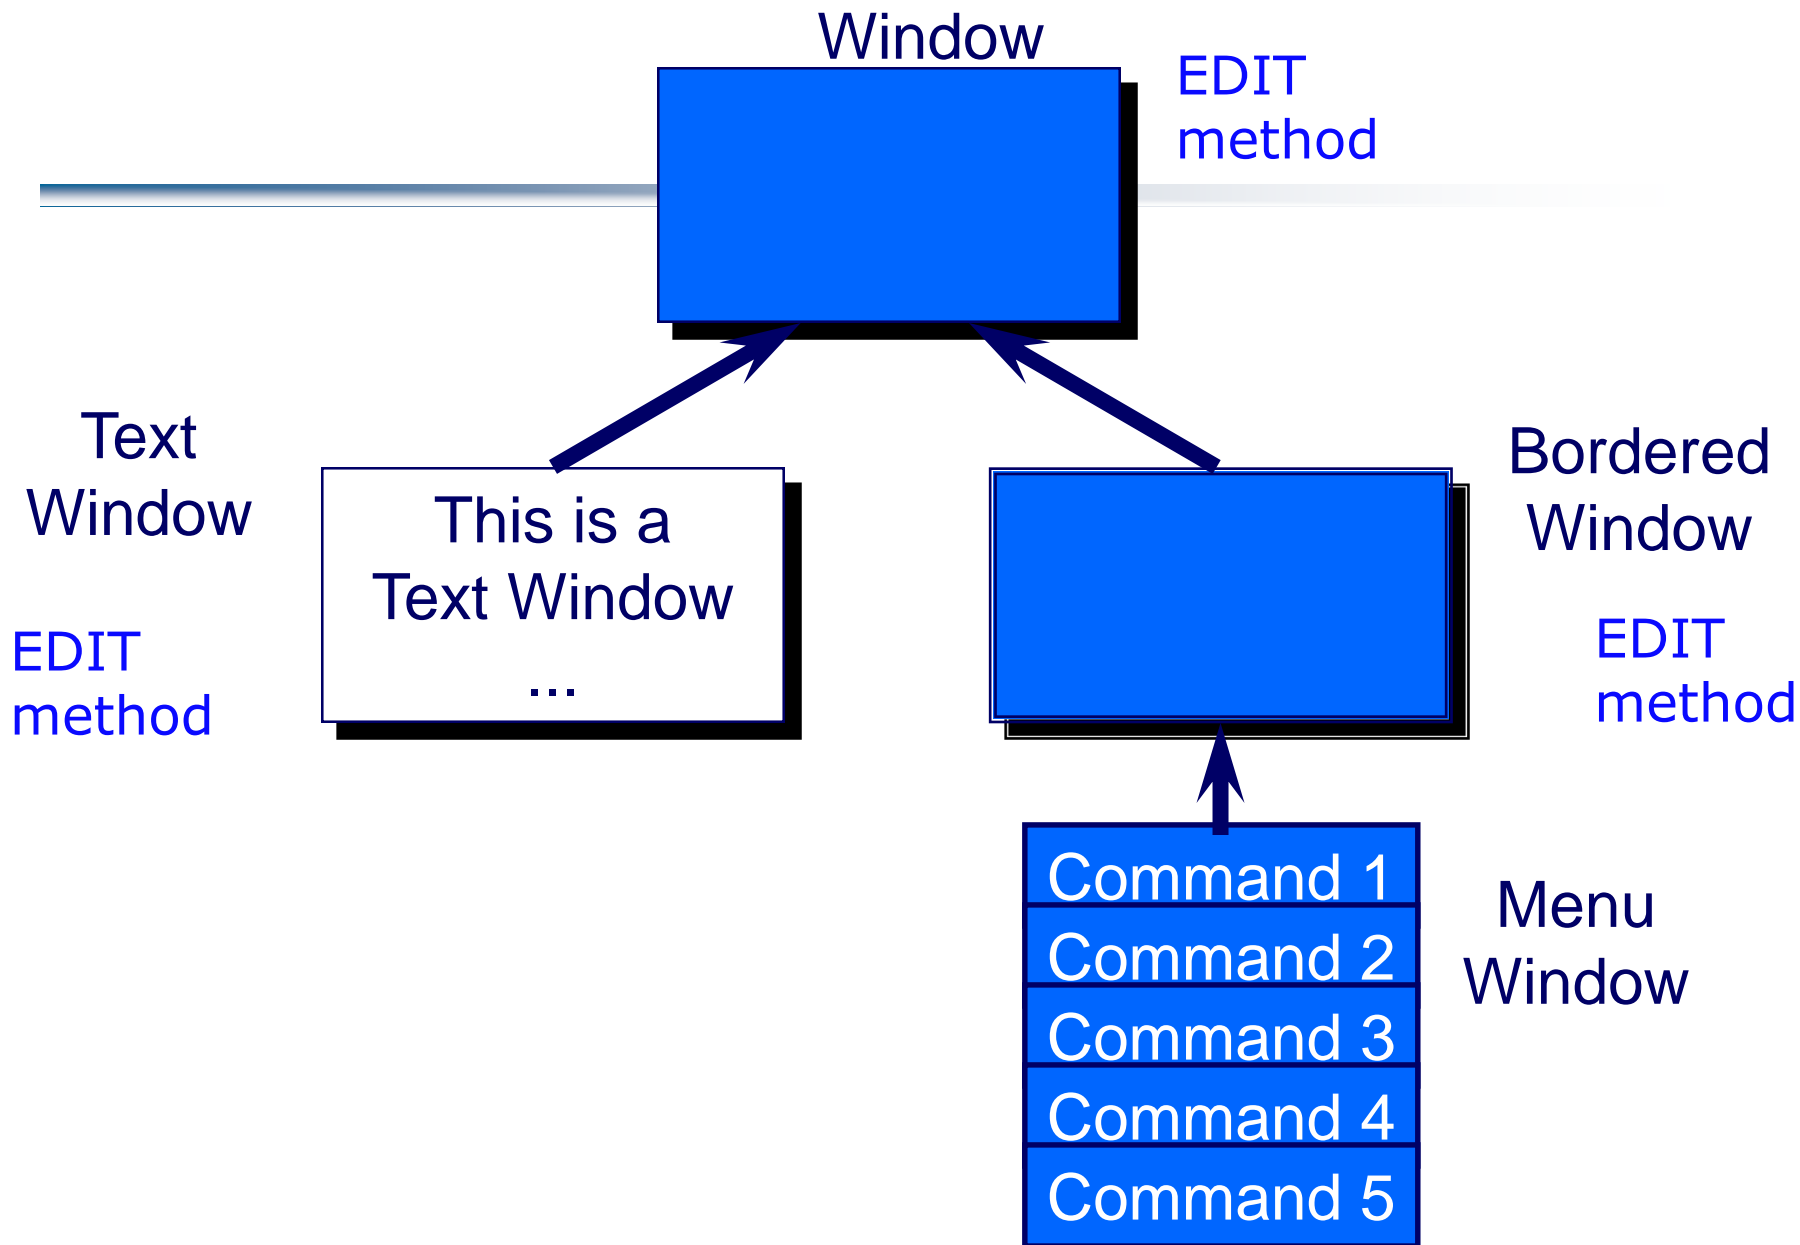 Window
EDIT
method
Text
Window
This is a
Text Window
...
EDIT
method
Bordered
Window
EDIT
method
Command 1
Command 2
Command 3
Command 4
Command 5
Menu
Window